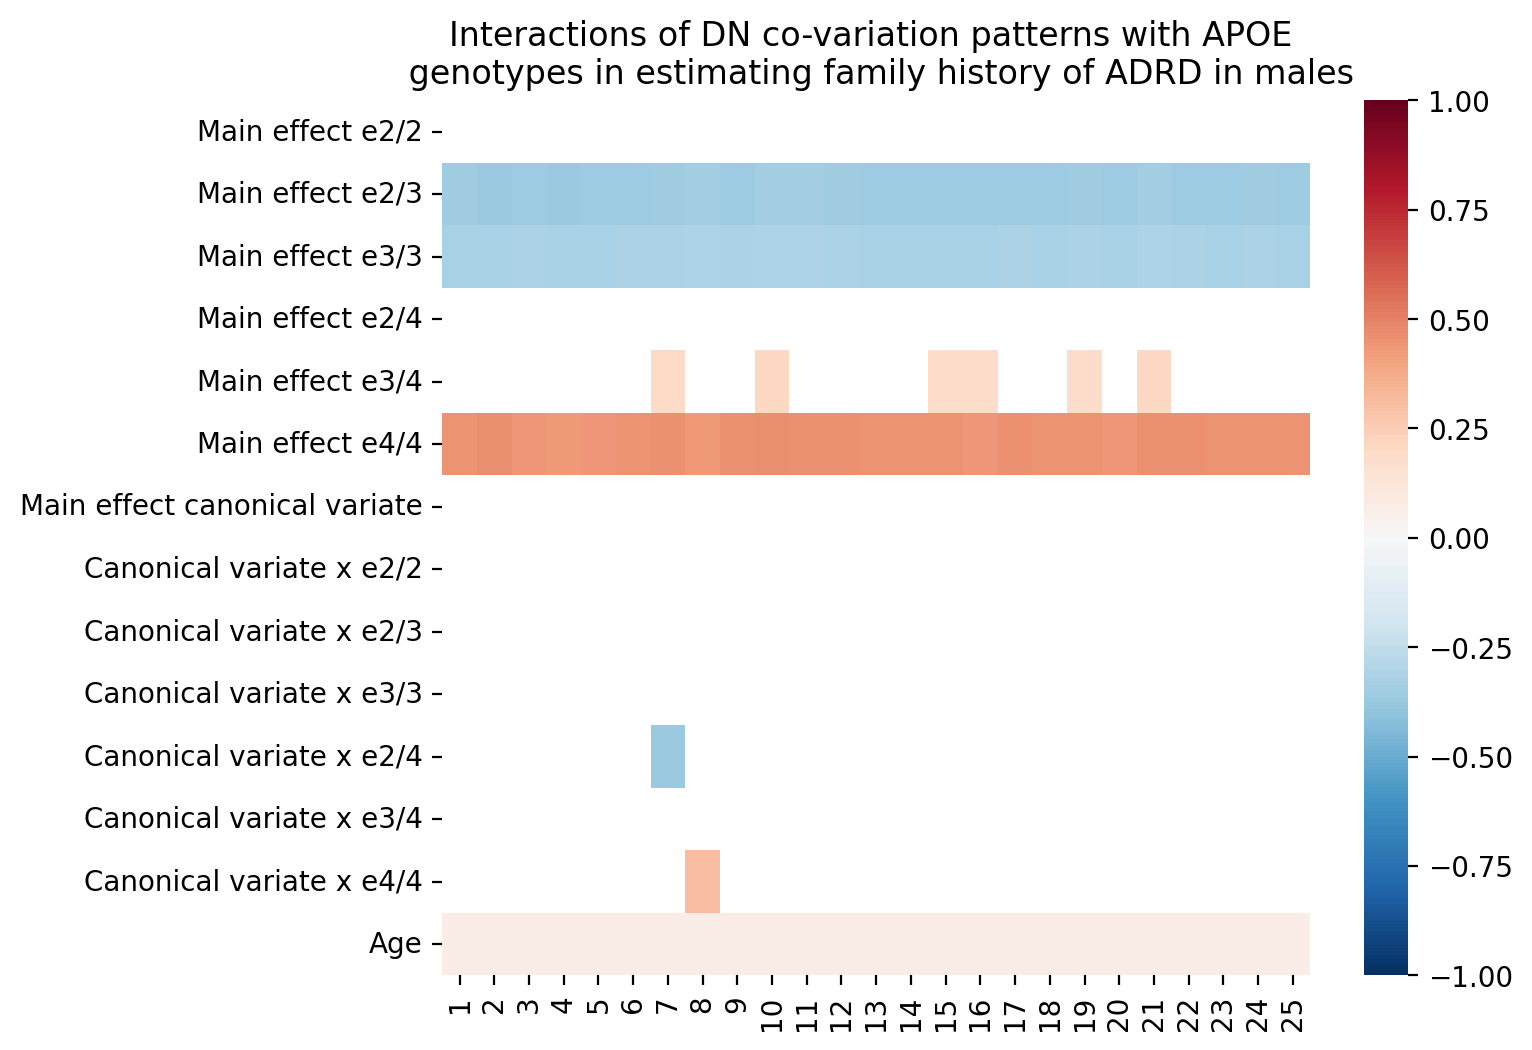 Interactions of DN co-variation patterns with APOE
genotypes in estimating family history of ADRD in males
Main effect e2/2
Main effect e2/3
Main effect e3/3
Main effect e2/4
Main effect e3/4
Main effect e4/4
Main effect canonical variate
Canonical variate x e2/2
Canonical variate x e2/3
Canonical variate x e3/3
Canonical variate x e2/4
Canonical variate x e3/4
Canonical variate x e4/4
Age
1 2 3 4 5 6 7 8 9 10 11 12 13 14 15 16 17 18 19 20 21 22 23 24 25
1.00
0.75
0.50
0.25
0.00
−0.25
−0.50
−0.75
−1.00